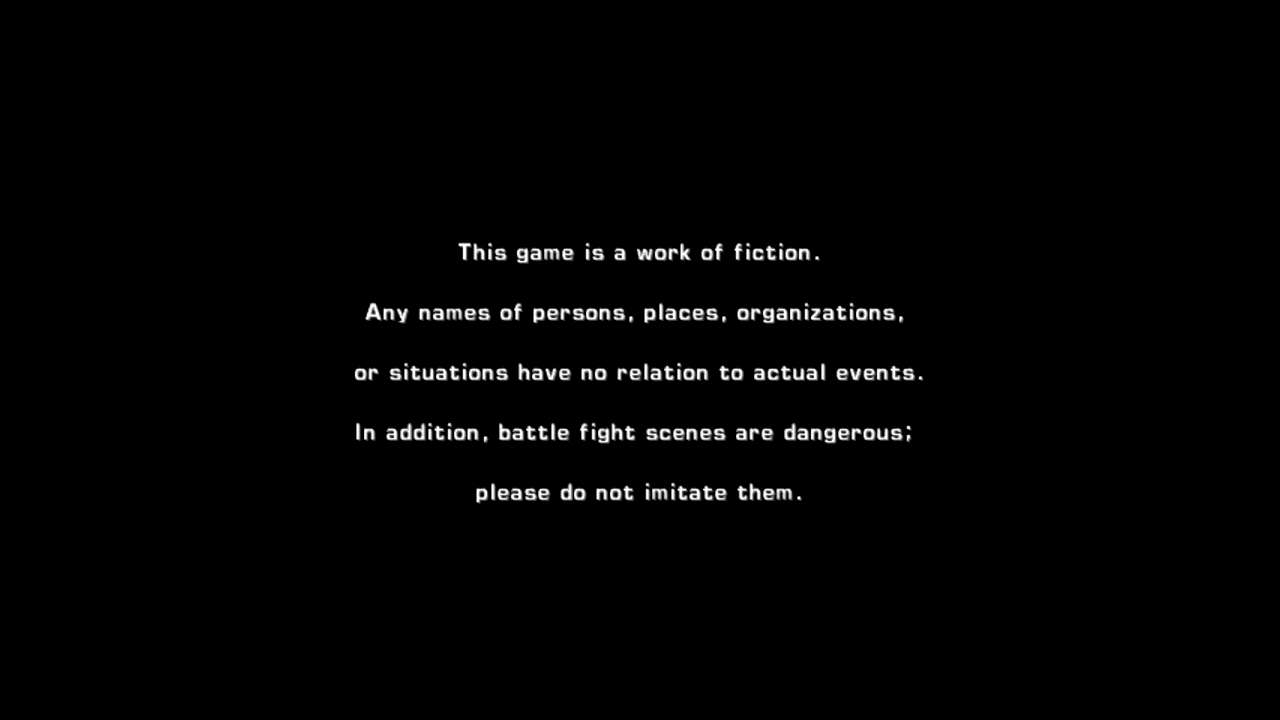 This game is a work of fiction.
Any names of persons, places, organizations,
or situations have no relation to actual events.
In addition, battle fight scenes are dangerous;
please do not imitate them.